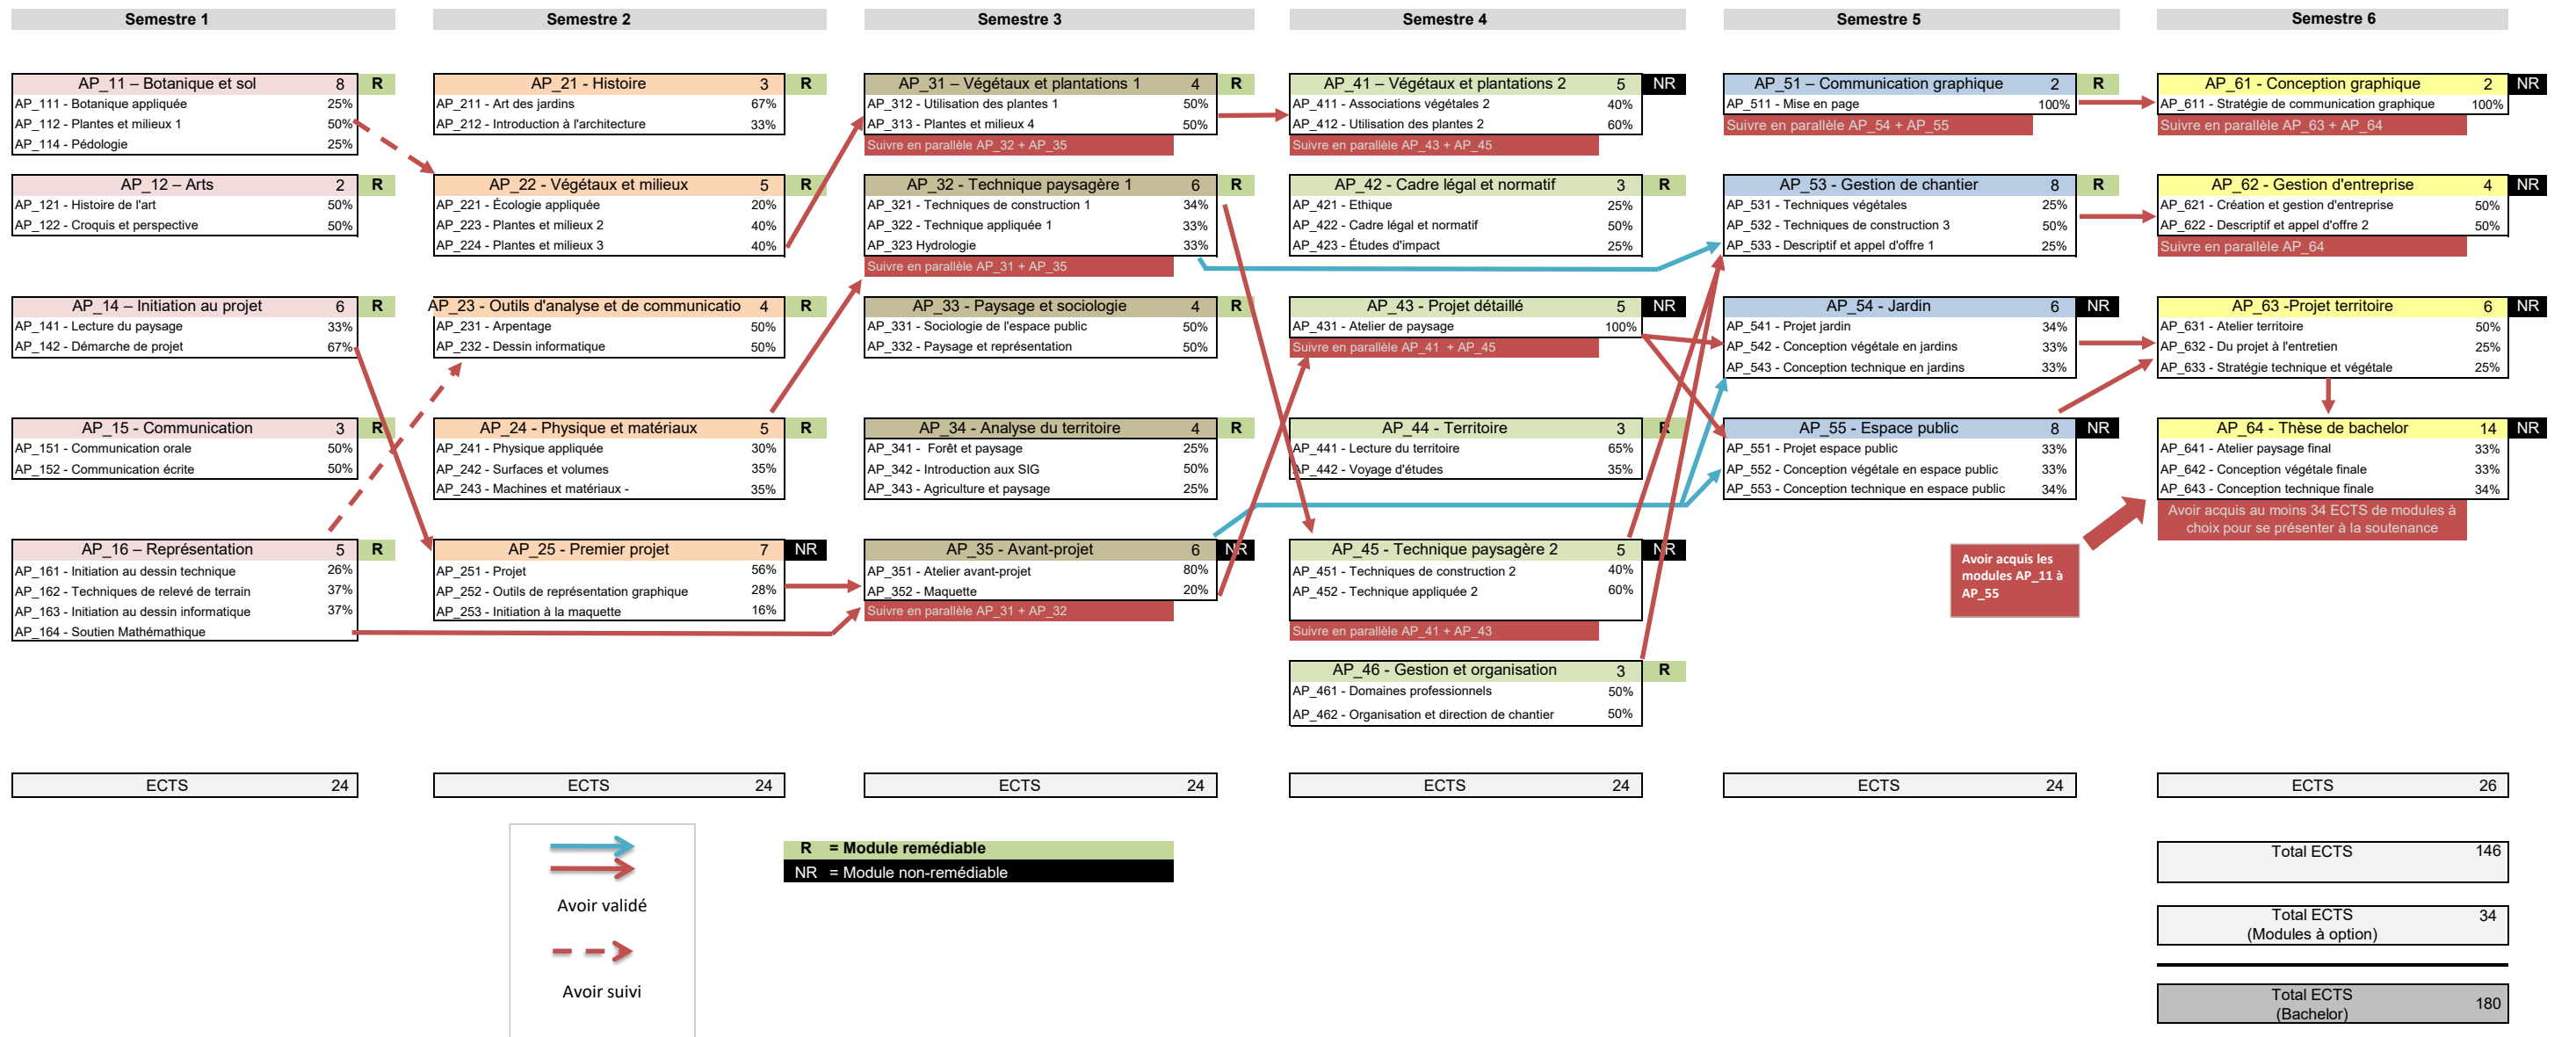 Semestre 1
AP_11 – Botanique et sol 8 R
AP_111 - Botanique appliquée 25%
AP_112 - Plantes et milieux 1 50%
AP_114 - Pédologie 25%
AP_12 – Arts 2 R
AP_121 - Histoire de l'art 50%
AP_122 - Croquis et perspective 50%
AP_14 – Initiation au projet 6 R
AP_141 - Lecture du paysage 33%
AP_142 - Démarche de projet 67%
AP_15 - Communication 3 R
AP_151 - Communication orale 50%
AP_152 - Communication écrite 50%
AP_16 – Représentation 5 R
AP_161 - Initiation au dessin technique 26%
AP_162 - Techniques de relevé de terrain 37%
AP_163 - Initiation au dessin informatique 37%
AP_164 - Soutien Mathémathique
ECTS 24
Semestre 2
AP_21 - Histoire 3 R
AP_211 - Art des jardins 67%
AP_212 - Introduction à l'architecture 33%
AP_22 - Végétaux et milieux 5 R
AP_221 - Écologie appliquée 20%
AP_223 - Plantes et milieux 2 40%
AP_224 - Plantes et milieux 3 40%
AP_23 - Outils d'analyse et de communicatio 4 R
AP_231 - Arpentage 50%
AP_232 - Dessin informatique 50%
AP_24 - Physique et matériaux 5 R
AP_241 - Physique appliquée 30%
AP_242 - Surfaces et volumes 35%
AP_243 - Machines et matériaux - 35%
AP_25 - Premier projet 7 NR
AP_251 - Projet 56%
AP_252 - Outils de représentation graphique 28%
AP_253 - Initiation à la maquette 16%
ECTS 24
Semestre 3
AP_31 – Végétaux et plantations 1 4 R
AP_312 - Utilisation des plantes 1 50%
AP_313 - Plantes et milieux 4 50%
Suivre en parallèle AP_32 + AP_35
AP_32 - Technique paysagère 1 6 R
AP_321 - Techniques de construction 1 34%
AP_322 - Technique appliquée 1 33%
AP_323 Hydrologie 33%
Suivre en parallèle AP_31 + AP_35
AP_33 - Paysage et sociologie 4 R
AP_331 - Sociologie de l'espace public 50%
AP_332 - Paysage et représentation 50%
AP_34 - Analyse du territoire 4 R
AP_341 - Forêt et paysage 25%
AP_342 - Introduction aux SIG 50%
AP_343 - Agriculture et paysage 25%
AP_35 - Avant-projet 6 NR
AP_351 - Atelier avant-projet 80%
AP_352 - Maquette 20%
Suivre en parallèle AP_31 + AP_32
ECTS 24
Semestre 4
AP_41 – Végétaux et plantations 2 5 NR
AP_411 - Associations végétales 2 40%
AP_412 - Utilisation des plantes 2 60%
Suivre en parallèle AP_43 + AP_45
AP_42 - Cadre légal et normatif 3 R
AP_421 - Ethique 25%
AP_422 - Cadre légal et normatif 50%
AP_423 - Études d'impact 25%
AP_43 - Projet détaillé 5 NR
AP_431 - Atelier de paysage 100%
Suivre en parallèle AP_41 + AP_45
AP_44 - Territoire 3 R
AP_441 - Lecture du territoire 65%
AP_442 - Voyage d'études 35%
AP_45 - Technique paysagère 2 5 NR
AP_451 - Techniques de construction 2 40%
AP_452 - Technique appliquée 2 60%
Suivre en parallèle AP_41 + AP_43
AP_46 - Gestion et organisation 3 R
AP_461 - Domaines professionnels 50%
AP_462 - Organisation et direction de chantier 50%
ECTS 24
Semestre 5
AP_51 – Communication graphique 2 R
AP_511 - Mise en page 100%
Suivre en parallèle AP_54 + AP_55
AP_53 - Gestion de chantier 8 R
AP_531 - Techniques végétales 25%
AP_532 - Techniques de construction 3 50%
AP_533 - Descriptif et appel d'offre 1 25%
AP_54 - Jardin 6 NR
AP_541 - Projet jardin 34%
AP_542 - Conception végétale en jardins 33%
AP_543 - Conception technique en jardins 33%
AP_55 - Espace public 8 NR
AP_551 - Projet espace public 33%
AP_552 - Conception végétale en espace public 33%
AP_553 - Conception technique en espace public 34%
Avoir acquis les
modules AP_11 à
AP_55
ECTS 24
Semestre 6
AP_61 - Conception graphique 2 NR
AP_611 - Stratégie de communication graphique 100%
Suivre en parallèle AP_63 + AP_64
AP_62 - Gestion d'entreprise 4 NR
AP_621 - Création et gestion d'entreprise 50%
AP_622 - Descriptif et appel d'offre 2 50%
Suivre en parallèle AP_64
AP_63 -Projet territoire 6 NR
AP_631 - Atelier territoire 50%
AP_632 - Du projet à l'entretien 25%
AP_633 - Stratégie technique et végétale 25%
AP_64 - Thèse de bachelor 14 NR
AP_641 - Atelier paysage final 33%
AP_642 - Conception végétale finale 33%
AP_643 - Conception technique finale 34%
Avoir acquis au moins 34 ECTS de modules à
choix pour se présenter à la soutenance
ECTS 26
Avoir validé
Avoir suivi
R = Module remédiable
NR = Module non-remédiable
Total ECTS 146
Total ECTS 34
(Modules à option)
Total ECTS 180
(Bachelor)